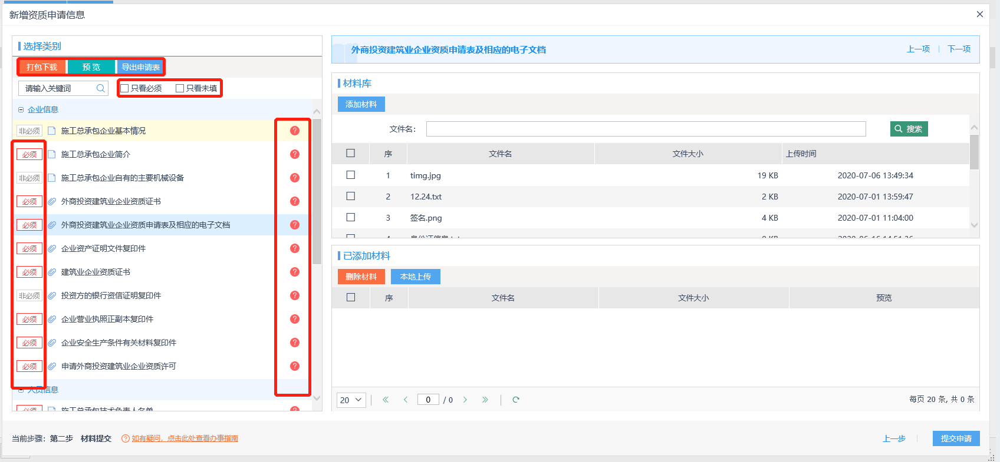 新增资质申请信息
选择类别
打包下载 预 览 导出申请表
请输入关键词 只看必须 只看未填
企业信息
非必须 施工总承包企业基本情况 ?
必须 施工总承包企业简介 ?
非必须 施工总承包企业自有的主要机械设备 ?
必须 外商投资建筑业企业资质证书 ?
必须 外商投资建筑业企业资质申请表及相应的电子文档 ?
必须 企业资产证明文件复印件 ?
必须 建筑业企业资质证书 ?
非必须 投资方的银行资信证明复印件 ?
必须 企业营业执照正副本复印件 ?
必须 企业安全生产条件有关材料复印件 ?
必须 申请外商投资建筑业企业资质许可 ?
人员信息
必须 施工总承包技术负责人名单 ?
外商投资建筑业企业资质申请表及相应的电子文档 上一项 下一项
材料库
添加材料
文件名： 搜索
序 文件名 文件大小 上传时间
1 timg.jpg 19 KB 2020-07-06 13:49:34
2 12.24.txt 2 KB 2020-07-01 13:59:47
3 签名.png 4 KB 2020-07-01 11:04:00
已添加材料
删除材料 本地上传
序 文件名 文件大小 预览
20 0 / 0 每页 20 条, 共 0 条
当前步骤： 第二步 材料提交 ? 如有疑问，点击此处查看办事指南 上一步 提交申请